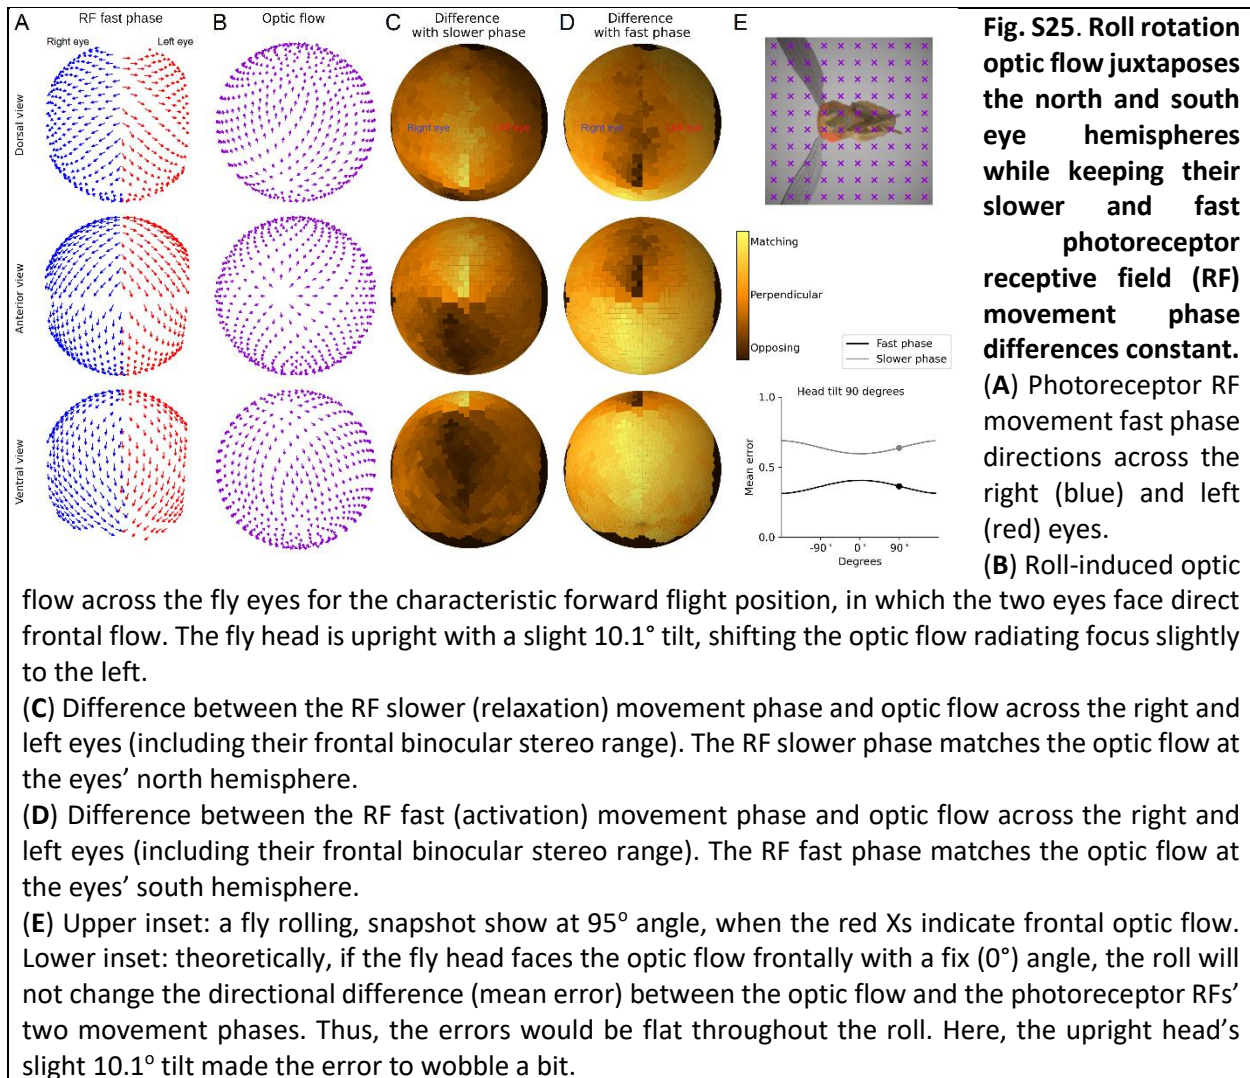 A
RF fast phase
B
Optic flow
C
Difference
with slower phase
D
Difference
with fast phase
E
Right eye
Left eye
Dorsal view
Right eye
Left eye
Right eye
Left eye
Anterior view
Matching
Perpendicular
Opposing
Fast phase
Slower phase
Ventral view
Head tilt 90 degrees
1.0
Mean error
0.5
0.0
-90°
0°
90°
Degrees
Fig. S25. Roll rotation
optic flow juxtaposes
the north and south
eye hemispheres
while keeping their
slower and fast
photoreceptor
receptive field (RF)
movement phase
differences constant.
(A) Photoreceptor RF
movement fast phase
directions across the
right (blue) and left
(red) eyes.
(B) Roll-induced optic
flow across the fly eyes for the characteristic forward flight position, in which the two eyes face direct
frontal flow. The fly head is upright with a slight 10.1° tilt, shifting the optic flow radiating focus slightly
to the left.
(C) Difference between the RF slower (relaxation) movement phase and optic flow across the right and
left eyes (including their frontal binocular stereo range). The RF slower phase matches the optic flow at
the eyes’ north hemisphere.
(D) Difference between the RF fast (activation) movement phase and optic flow across the right and
left eyes (including their frontal binocular stereo range). The RF fast phase matches the optic flow at
the eyes’ south hemisphere.
(E) Upper inset: a fly rolling, snapshot show at 95° angle, when the red Xs indicate frontal optic flow.
Lower inset: theoretically, if the fly head faces the optic flow frontally with a fix (0°) angle, the roll will
not change the directional difference (mean error) between the optic flow and the photoreceptor RFs’
two movement phases. Thus, the errors would be flat throughout the roll. Here, the upright head’s
slight 10.1° tilt made the error to wobble a bit.